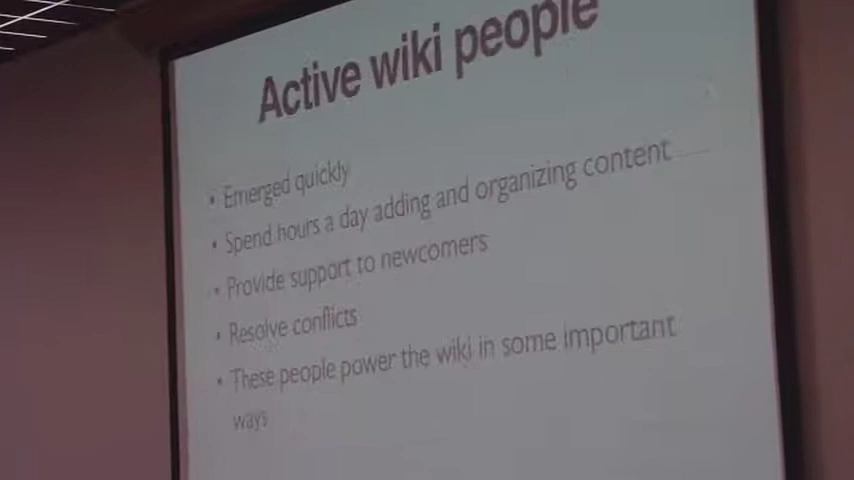 Active wiki people
• Emerged quickly
• Spend hours a day adding and organizing content
• Provide support to newcomers
• Resolve conflicts
• These people power the wiki in some important
ways